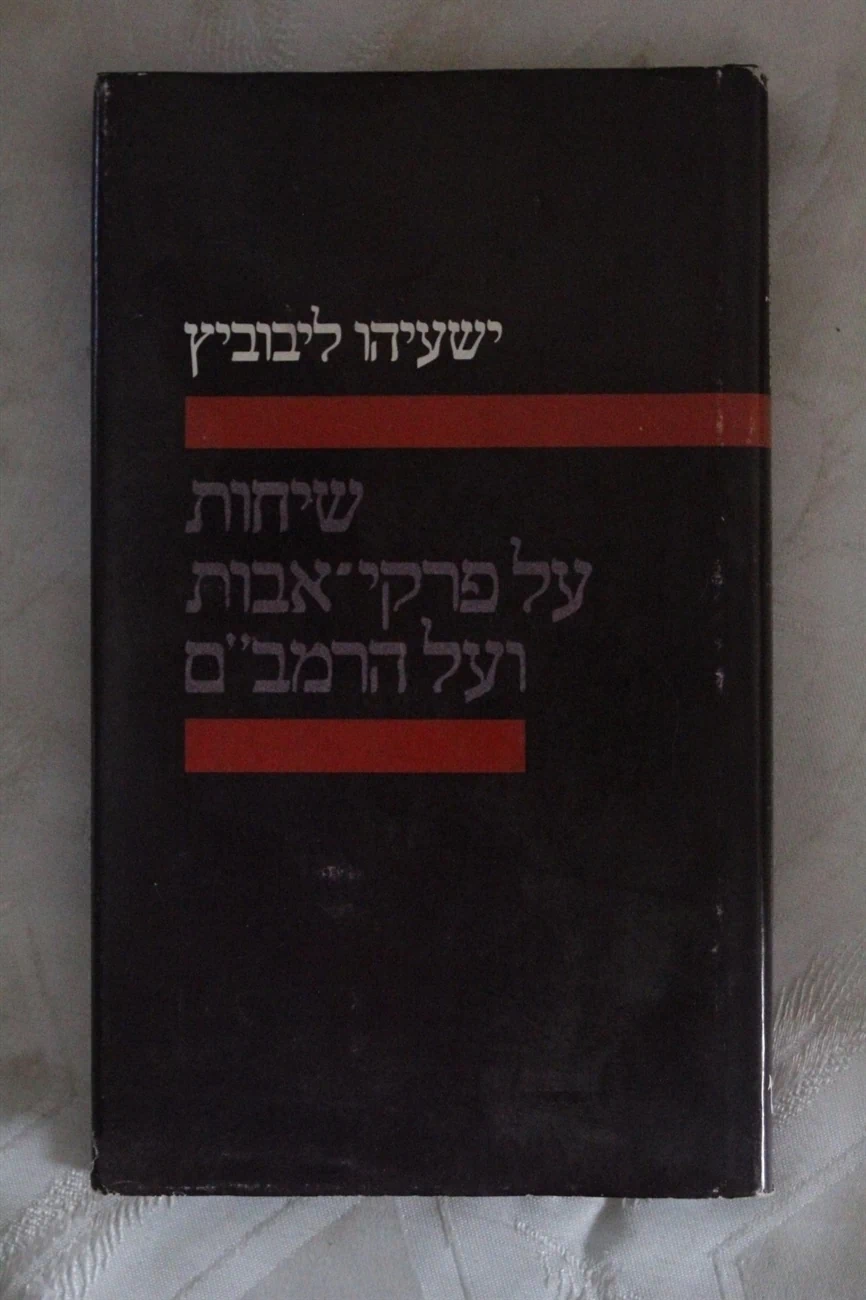 ישעיהו ליבוביץ
שיחות
על פרקי־אבות
ועל הרמב״ם